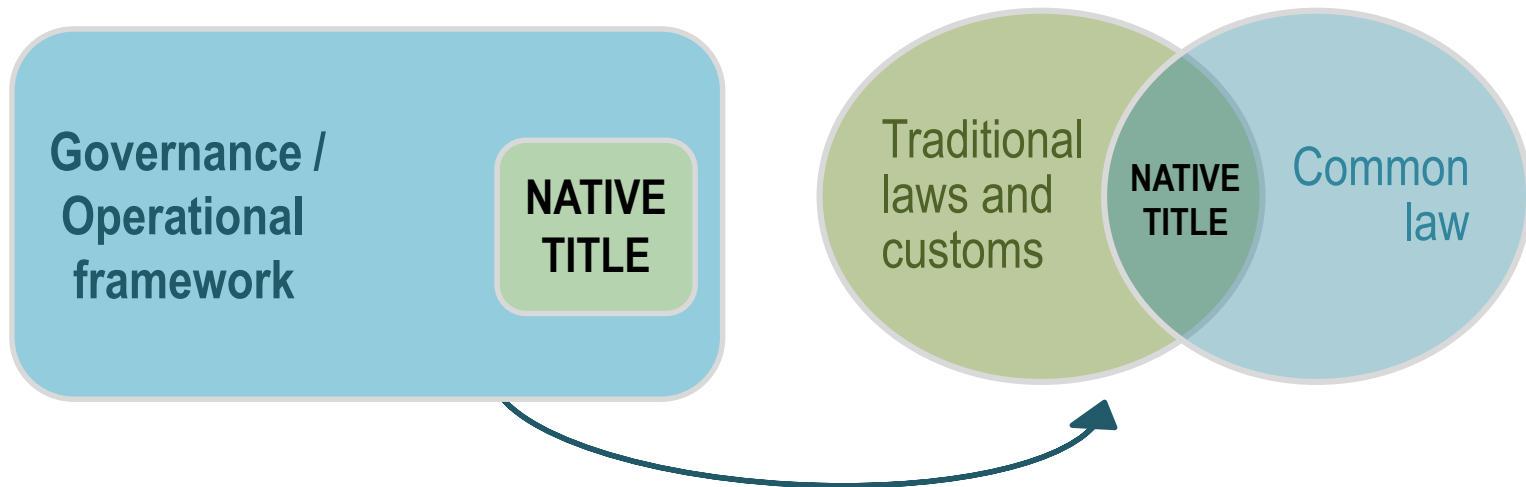 Governance /
Operational
framework
NATIVE
TITLE
Traditional
laws and
customs
NATIVE
TITLE
Common
law